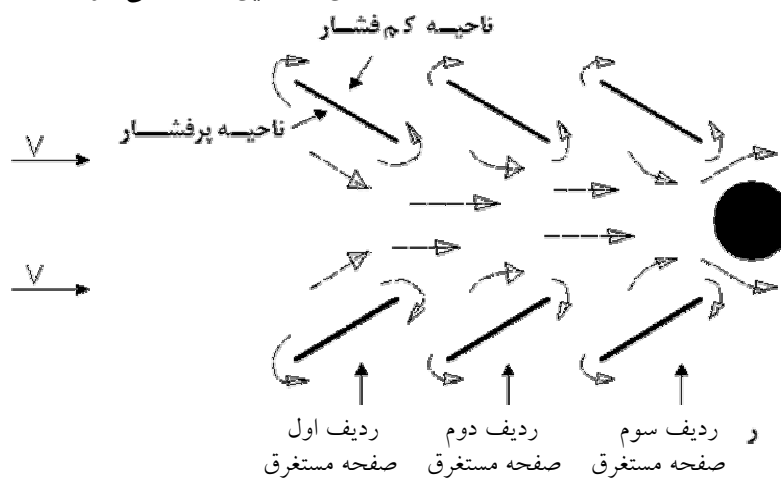 ناحیه کم فشار
ناحیه پرفشار
V
V
ردیف اول
صفحه مستغرق
ردیف دوم
صفحه مستغرق
ردیف سوم
صفحه مستغرق
ر